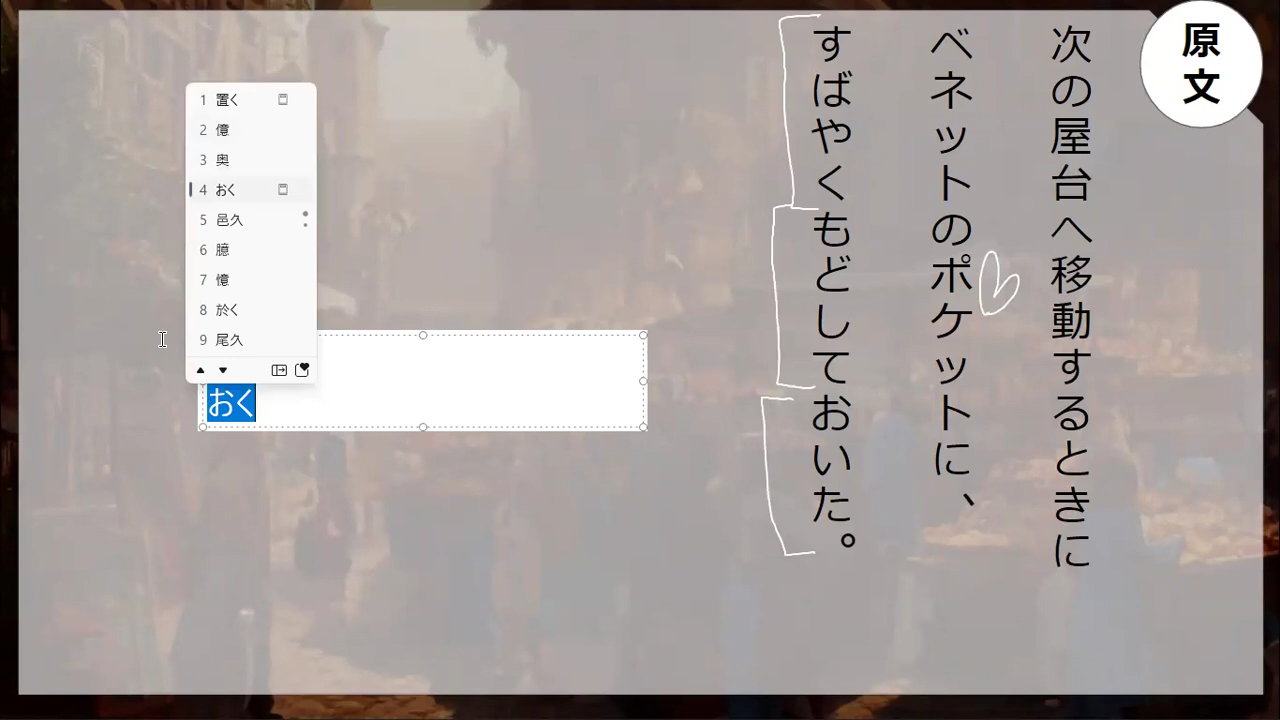 原文
次の屋台へ移動するときに
ベネットのポケットに、
すばやくもどしておいた。
1 置く
2 億
3 奥
4 おく
5 邑久
6 臆
7 憶
8 於く
9 尾久
おく